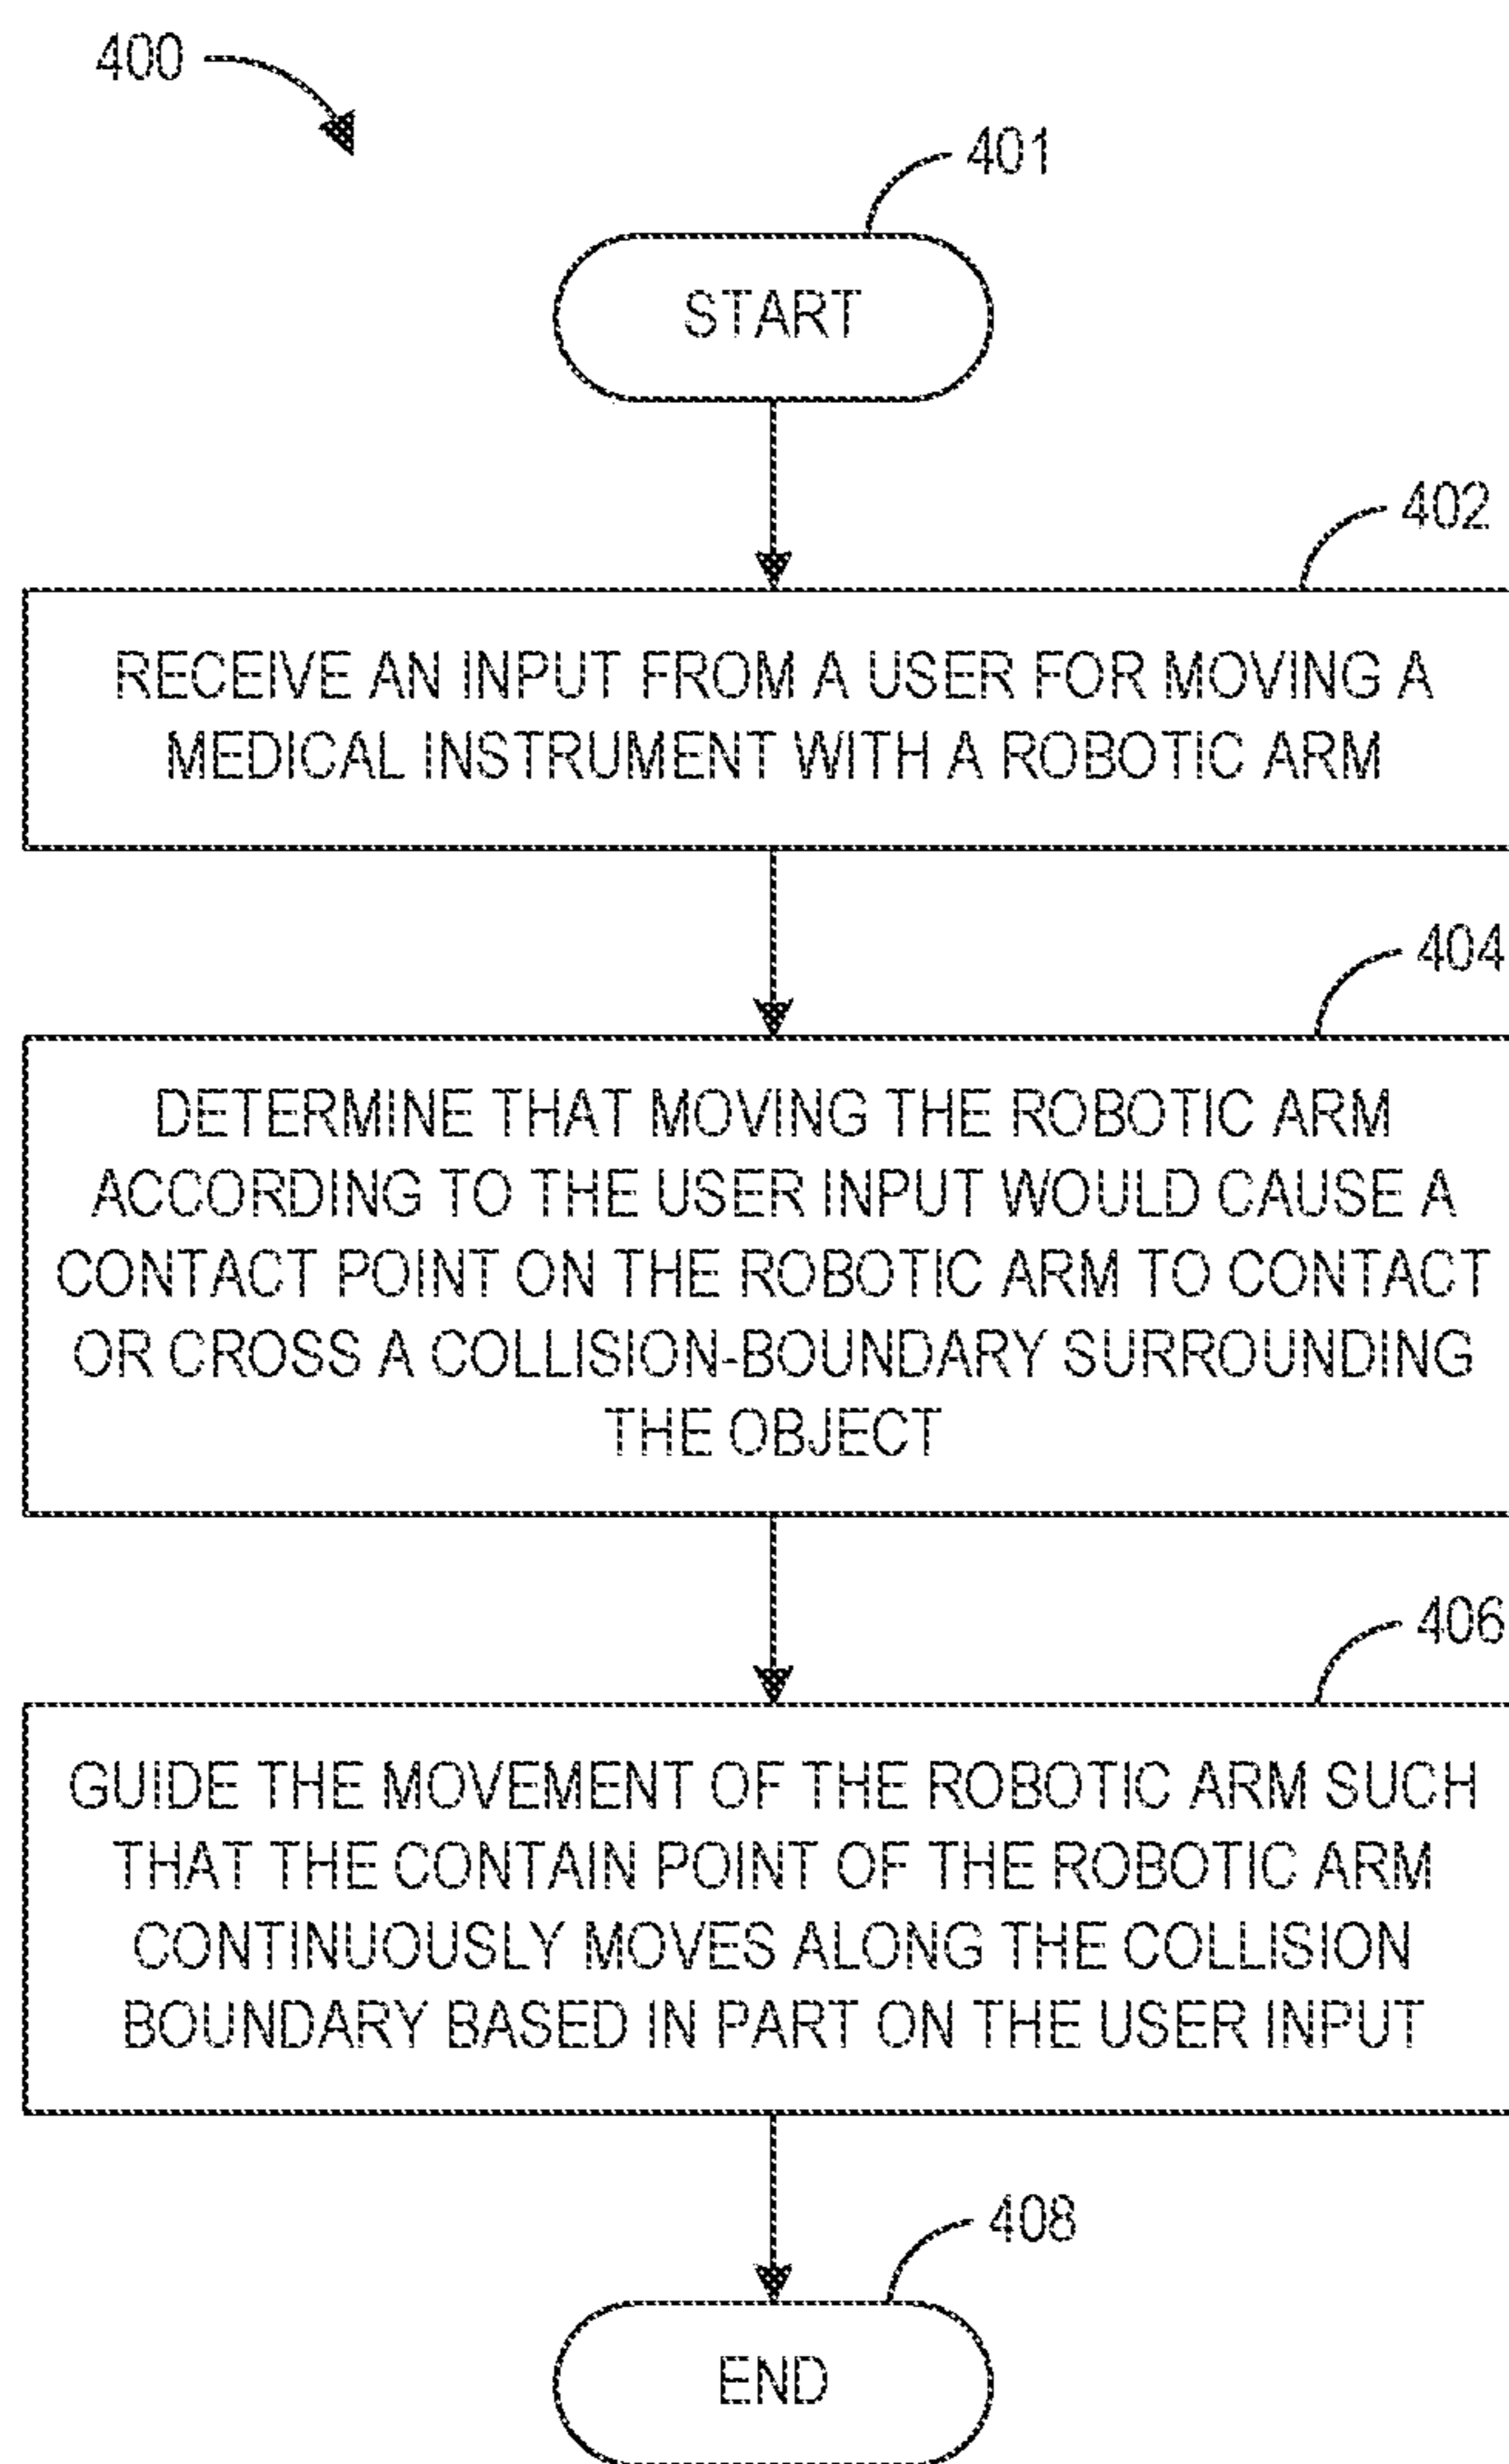 400
401
START
402
RECEIVE AN INPUT FROM A USER FOR MOVING A
MEDICAL INSTRUMENT WITH A ROBOTIC ARM
404
DETERMINE THAT MOVING THE ROBOTIC ARM
ACCORDING TO THE USER INPUT WOULD CAUSE A
CONTACT POINT ON THE ROBOTIC ARM TO CONTACT
OR CROSS A COLLISION-BOUNDARY SURROUNDING
THE OBJECT
406
GUIDE THE MOVEMENT OF THE ROBOTIC ARM SUCH
THAT THE CONTAIN POINT OF THE ROBOTIC ARM
CONTINUOUSLY MOVES ALONG THE COLLISION
BOUNDARY BASED IN PART ON THE USER INPUT
408
END